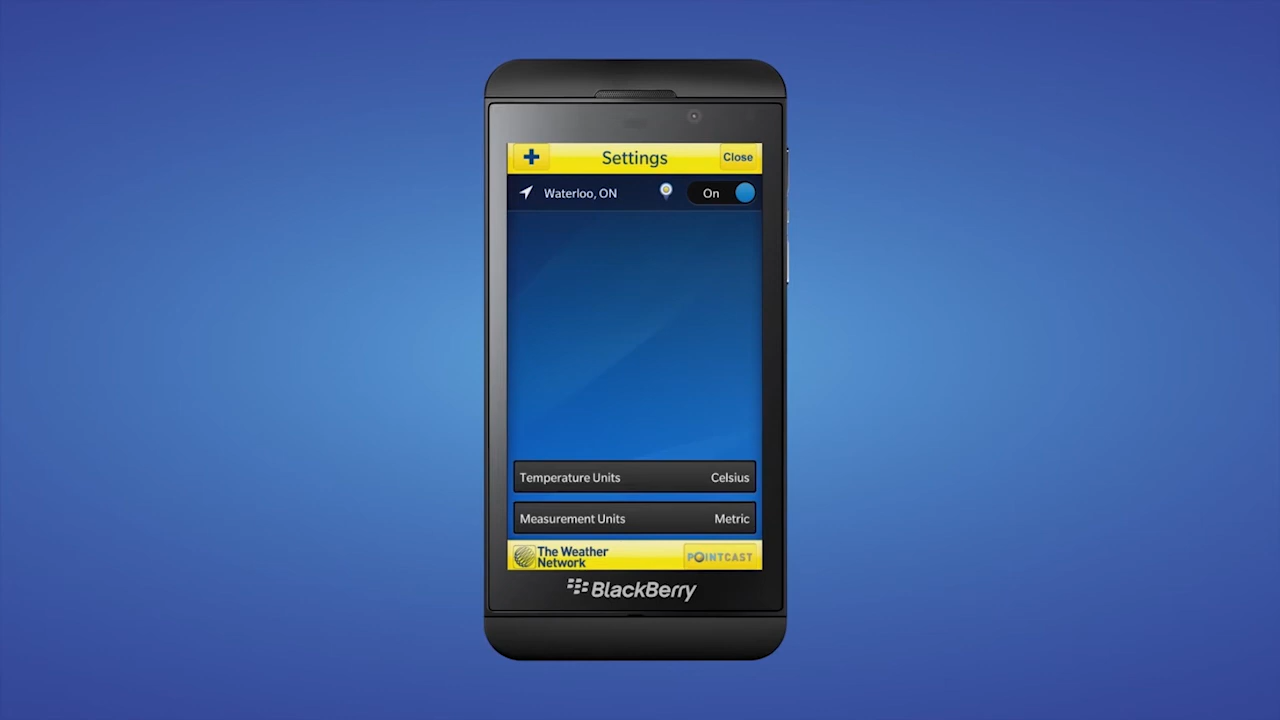 + Settings Close
Waterloo, ON On
Temperature Units Celsius
Measurement Units Metric
The Weather
Network
POINTCAST
BlackBerry